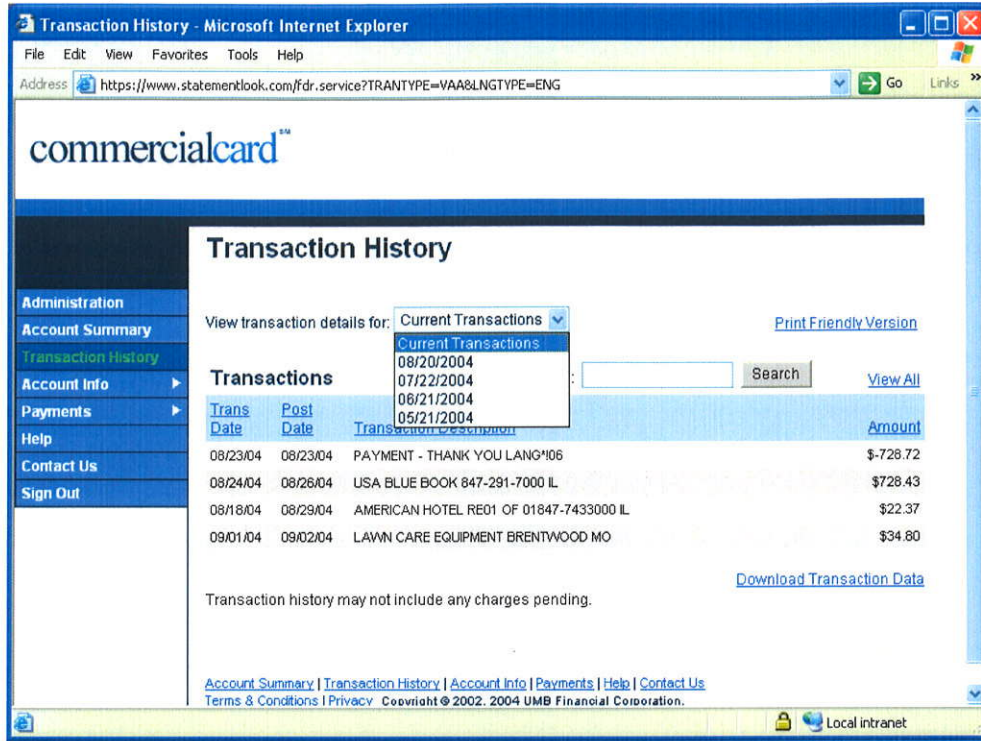 Transaction History - Microsoft Internet Explorer
File Edit View Favorites Tools Help
Address https://www.statementlook.com/fdr.service?TRANTYPE=VAA&LNGTYPE=ENG Go Links »
commercialcard℠
Transaction History
Administration
Account Summary
Transaction History
Account Info
Payments
Help
Contact Us
Sign Out
View transaction details for: Current Transactions
Print Friendly Version
Current Transactions
08/20/2004
07/22/2004
06/21/2004
05/21/2004
Transactions : Search View All
Trans Date Post Date Transaction Description Amount
08/23/04 08/23/04 PAYMENT - THANK YOU LANG*I06 $-728.72
08/24/04 08/26/04 USA BLUE BOOK 847-291-7000 IL $728.43
08/18/04 08/29/04 AMERICAN HOTEL RE01 OF 01847-7433000 IL $22.37
09/01/04 09/02/04 LAWN CARE EQUIPMENT BRENTWOOD MO $34.80
Download Transaction Data
Transaction history may not include any charges pending.
Account Summary | Transaction History | Account Info | Payments | Help | Contact Us
Terms & Conditions | Privacy Copyright © 2002, 2004 UMB Financial Corporation.
Local intranet